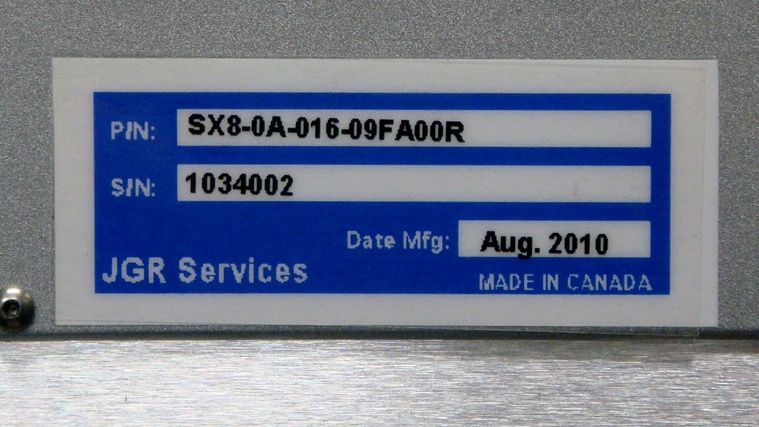 P/N: SX8-0A-016-09FA00R
S/N: 1034002
Date Mfg: Aug. 2010
JGR Services
MADE IN CANADA